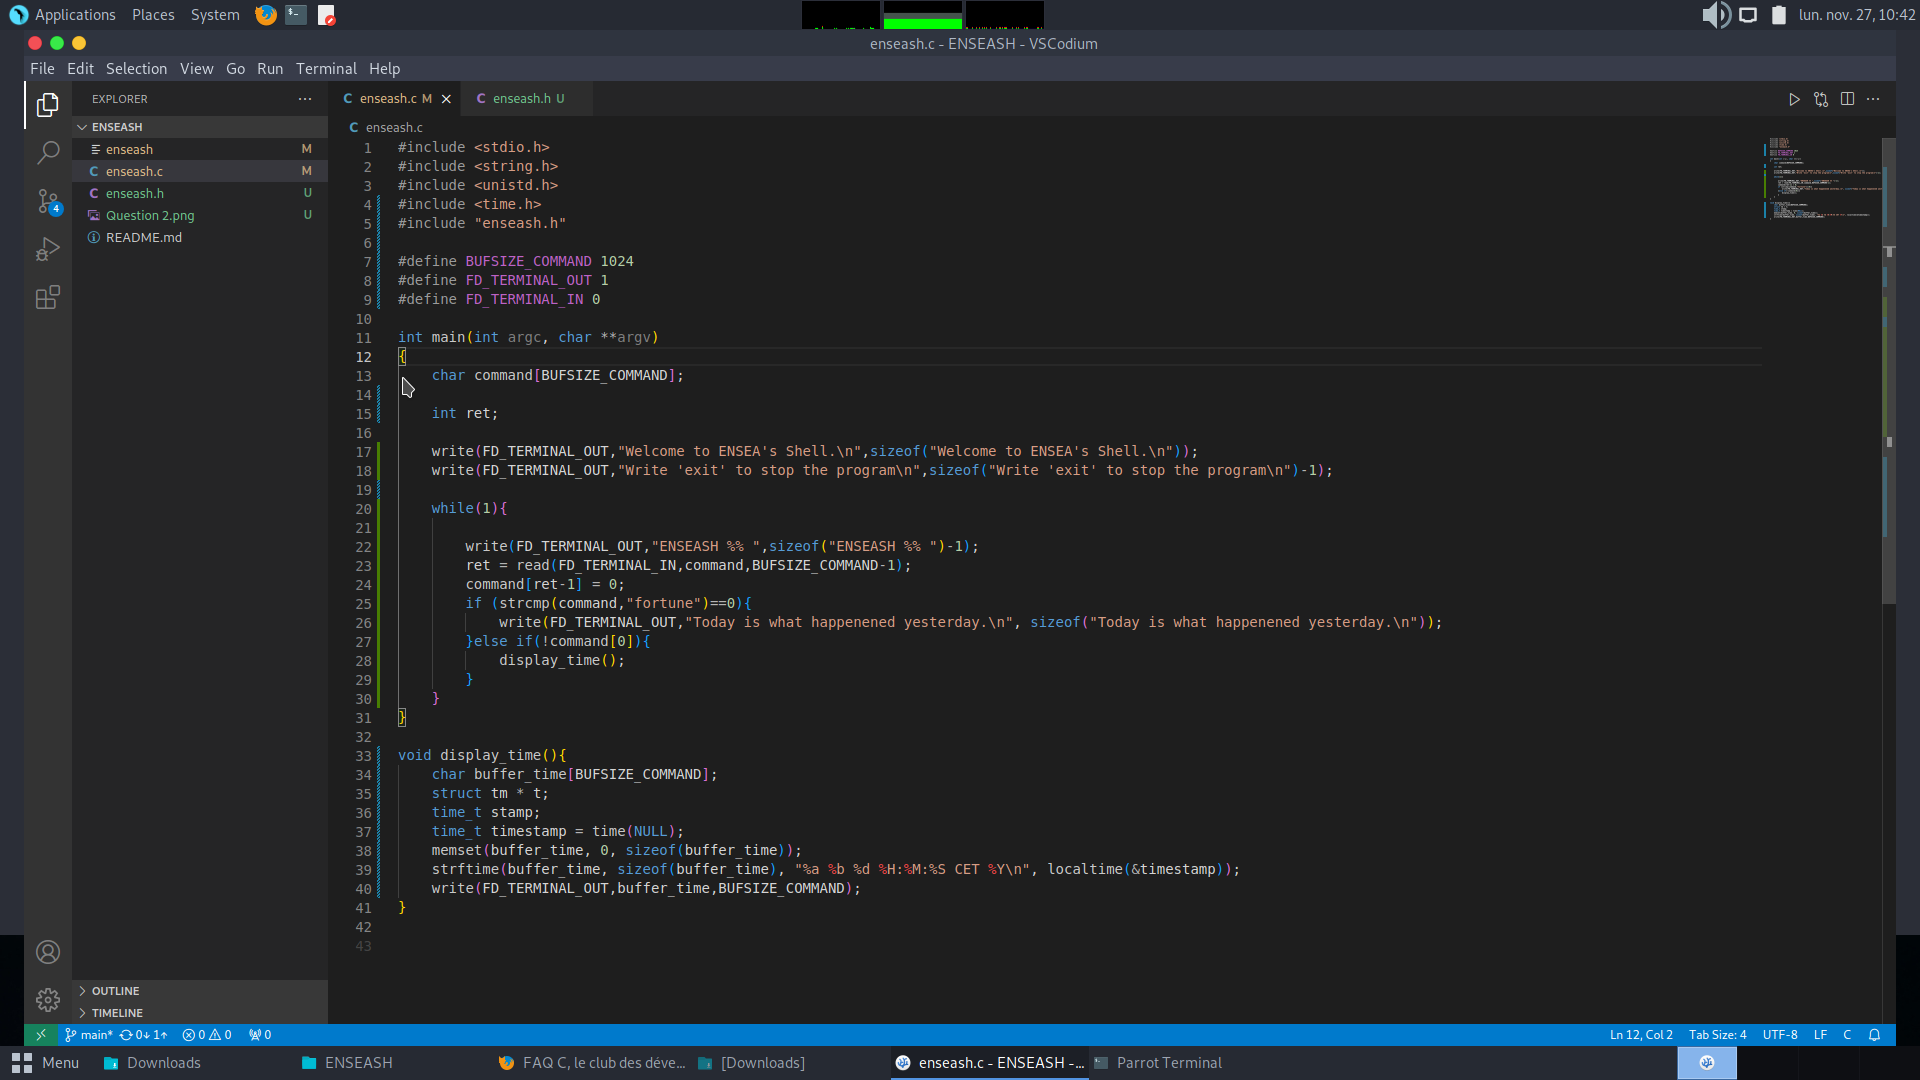 Applications Places System lun. nov. 27, 10:42
enseash.c - ENSEASH - VSCodium
File Edit Selection View Go Run Terminal Help
EXPLORER
ENSEASH
enseash M
C enseash.c M
C enseash.h U
Question 2.png U
README.md
OUTLINE
TIMELINE
C enseash.c M C enseash.h U
C enseash.c
1 #include <stdio.h>
2 #include <string.h>
3 #include <unistd.h>
4 #include <time.h>
5 #include "enseash.h"
6
7 #define BUFSIZE_COMMAND 1024
8 #define FD_TERMINAL_OUT 1
9 #define FD_TERMINAL_IN 0
10
11 int main(int argc, char **argv)
12 {
13 char command[BUFSIZE_COMMAND];
14
15 int ret;
16
17 write(FD_TERMINAL_OUT,"Welcome to ENSEA's Shell.\n",sizeof("Welcome to ENSEA's Shell.\n"));
18 write(FD_TERMINAL_OUT,"Write 'exit' to stop the program\n",sizeof("Write 'exit' to stop the program\n")-1);
19
20 while(1){
21
22 write(FD_TERMINAL_OUT,"ENSEASH %% ",sizeof("ENSEASH %% ")-1);
23 ret = read(FD_TERMINAL_IN,command,BUFSIZE_COMMAND-1);
24 command[ret-1] = 0;
25 if (strcmp(command,"fortune")==0){
26 write(FD_TERMINAL_OUT,"Today is what happenened yesterday.\n", sizeof("Today is what happenened yesterday.\n"));
27 }else if(!command[0]){
28 display_time();
29 }
30 }
31 }
32
33 void display_time(){
34 char buffer_time[BUFSIZE_COMMAND];
35 struct tm * t;
36 time_t stamp;
37 time_t timestamp = time(NULL);
38 memset(buffer_time, 0, sizeof(buffer_time));
39 strftime(buffer_time, sizeof(buffer_time), "%a %b %d %H:%M:%S CET %Y\n", localtime(&timestamp));
40 write(FD_TERMINAL_OUT,buffer_time,BUFSIZE_COMMAND);
41 }
42
43
4
main* 0↓ 1↑ 0 0 0 Ln 12, Col 2 Tab Size: 4 UTF-8 LF C
Menu Downloads ENSEASH FAQ C, le club des déve... [Downloads] enseash.c - ENSEASH -... Parrot Terminal